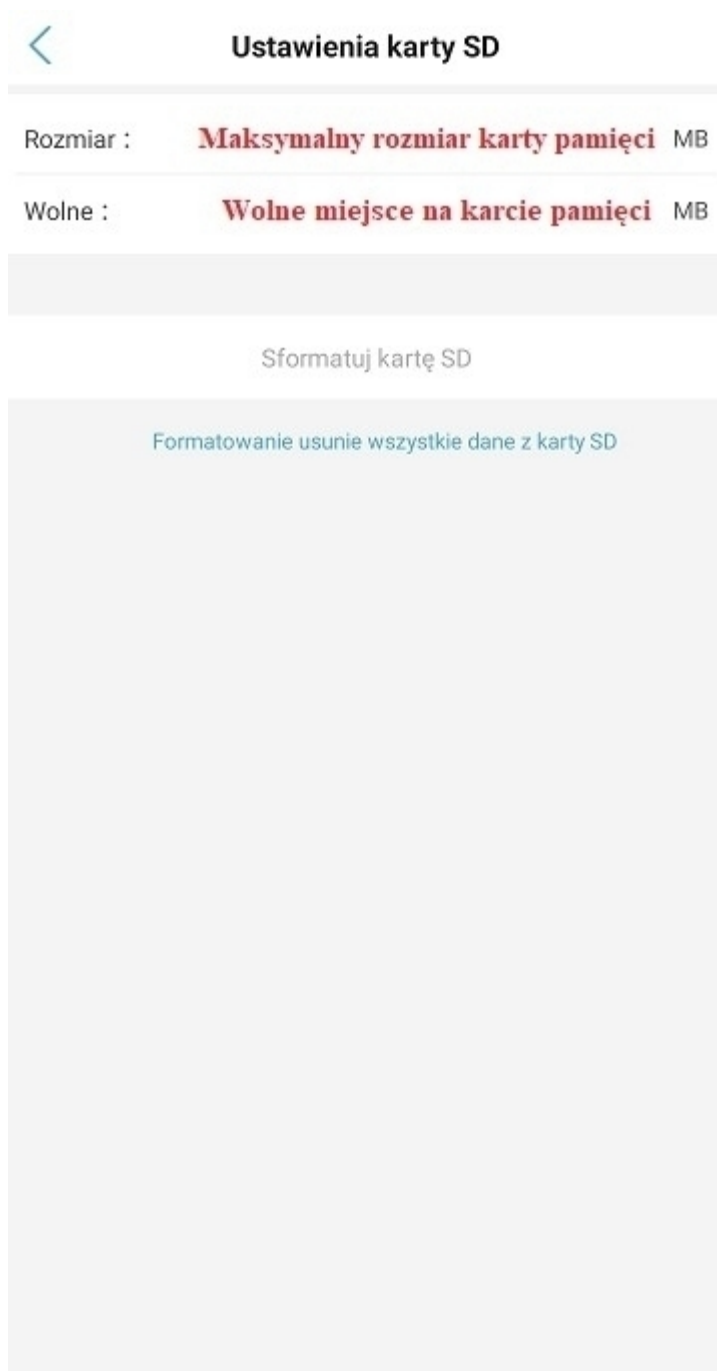 Ustawienia karty SD
Rozmiar : Maksymalny rozmiar karty pamięci MB
Wolne : Wolne miejsce na karcie pamięci MB
Sformatuj kartę SD
Formatowanie usunie wszystkie dane z karty SD